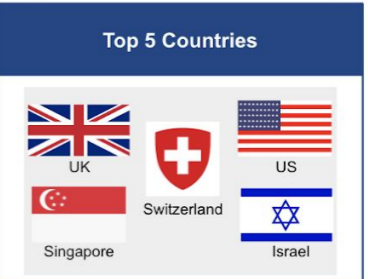 Top 5 Countries
UK
US
Switzerland
Singapore
Israel